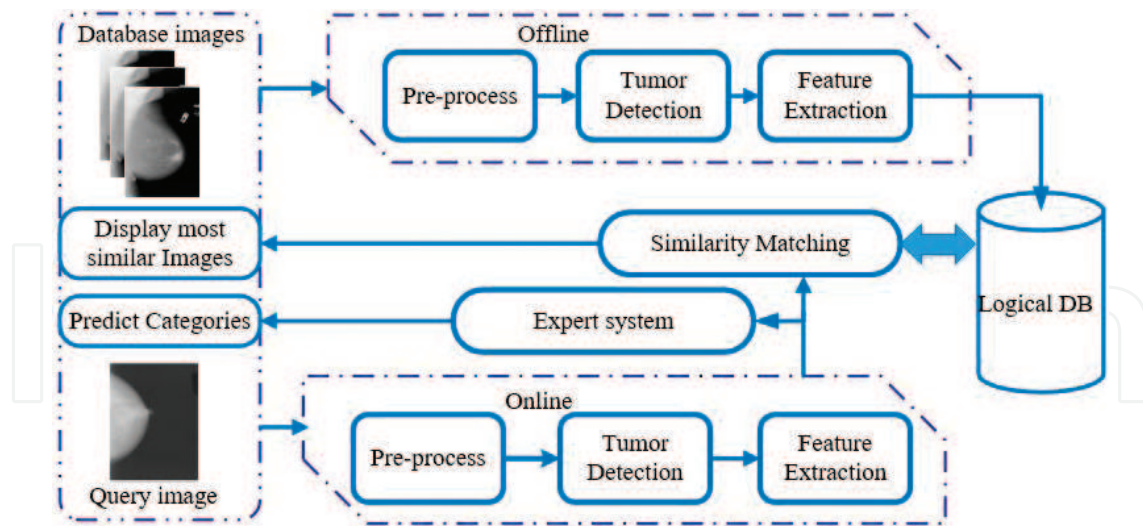 Database images
Offline
Pre-process
Tumor
Detection
Feature
Extraction
Display most
similar Images
Similarity Matching
Logical DB
Predict Categories
Expert system
Online
Pre-process
Tumor
Detection
Feature
Extraction
Query image